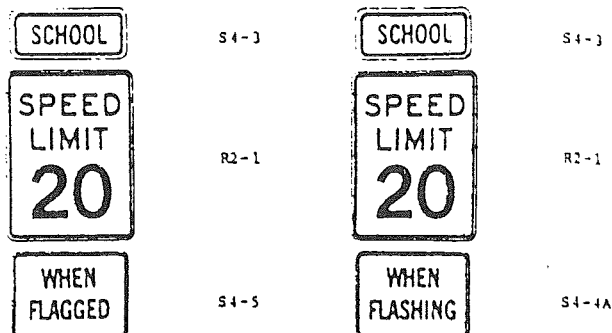 SCHOOL S4-3
SPEED
LIMIT
20
R2-1
WHEN
FLAGGED
S4-5
SCHOOL S4-3
SPEED
LIMIT
20
R2-1
WHEN
FLASHING
S4-4A